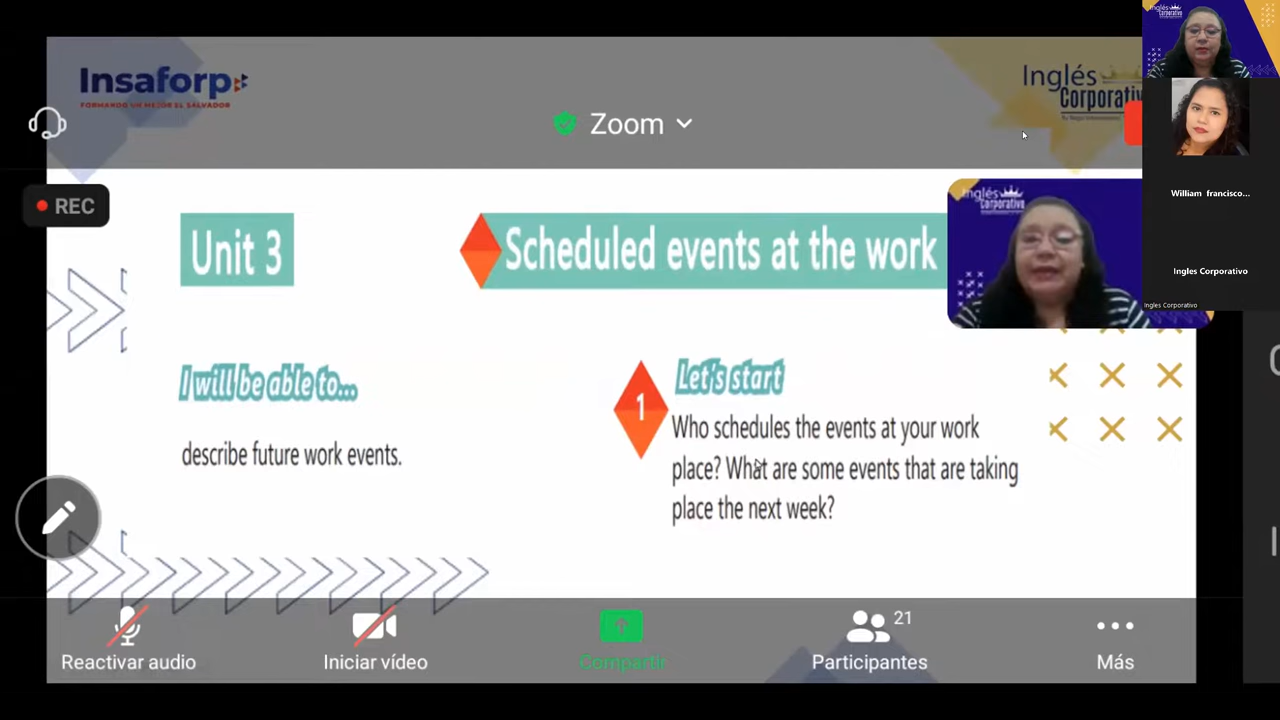 Insaforp
FORMANDO UN MEJOR EL SALVADOR
Inglés
Corporativ
Zoom
REC
Unit 3
Scheduled events at the work
Inglés
Corporativo
I will be able to...
describe future work events.
1
Let's start
Who schedules the events at your work
place? What are some events that are taking
place the next week?
Reactivar audio
Iniciar vídeo
Compartir
Participantes
21
Más
William francisco...
Ingles Corporativo
Ingles Corporativo